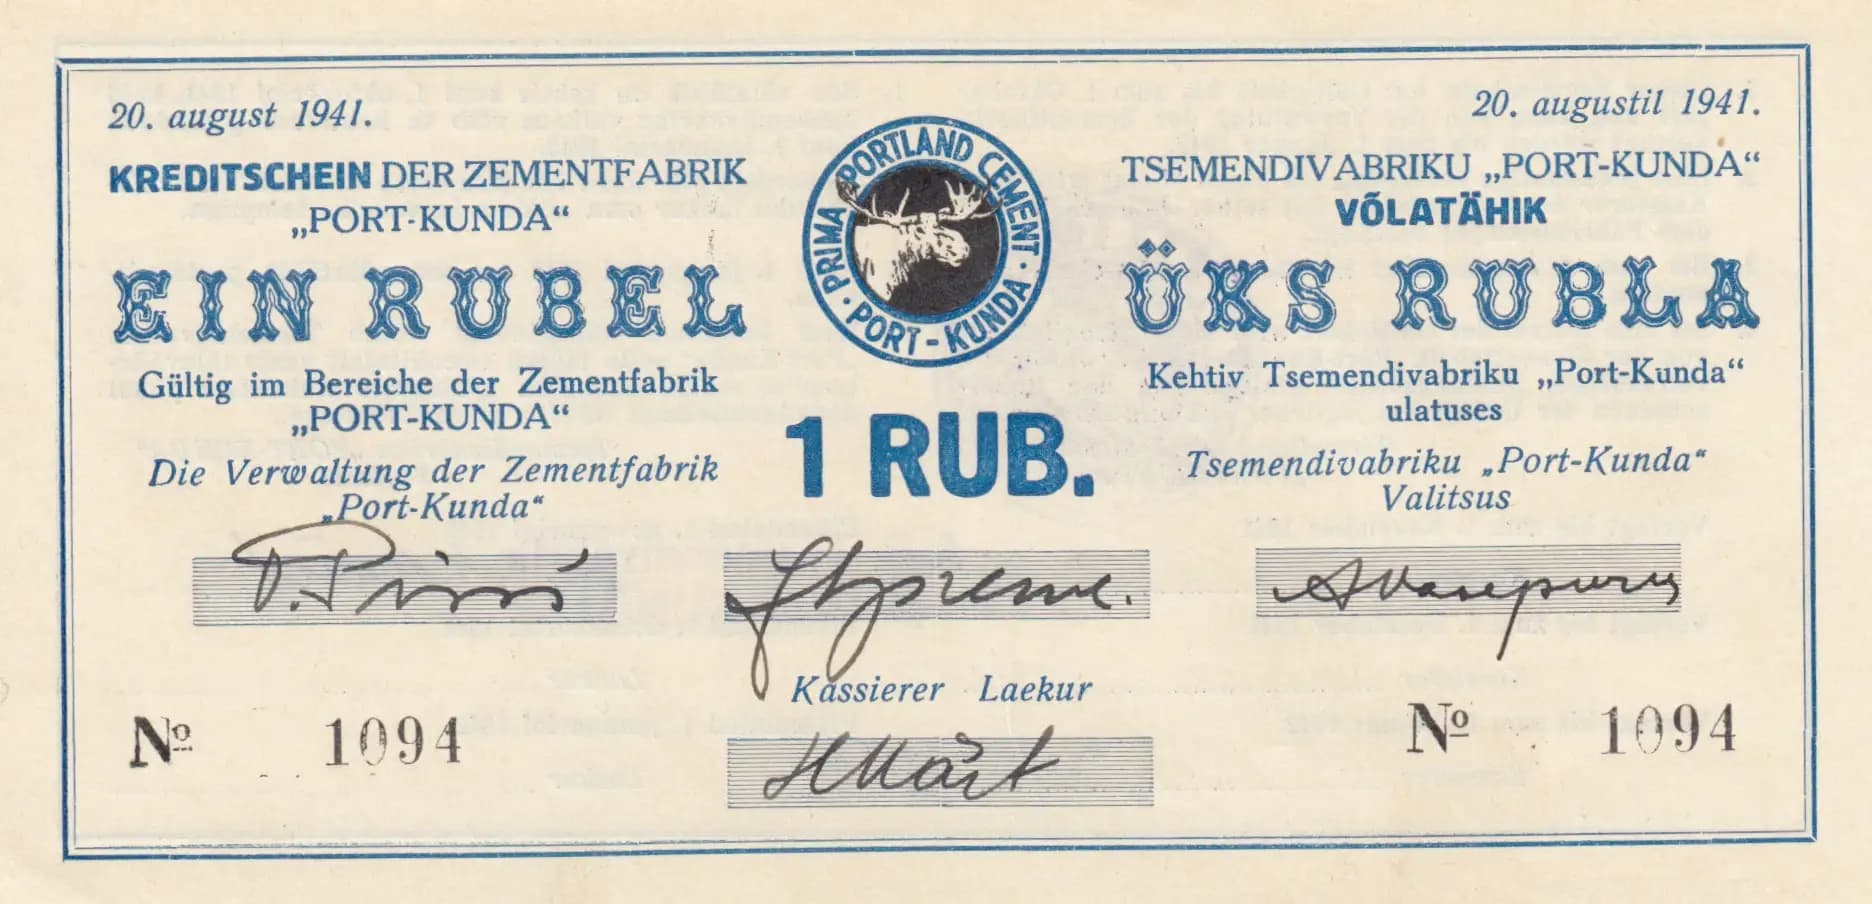 20. august 1941.
KREDITSCHEIN DER ZEMENTFABRIK
„PORT-KUNDA“
EIN RUBEL
Gültig im Bereiche der Zementfabrik
„PORT-KUNDA“
Die Verwaltung der Zementfabrik
„Port-Kunda“
PRIMA PORTLAND CEMENT
· PORT-KUNDA ·
1 RUB.
20. augustil 1941.
TSEMENDIVABRIKU „PORT-KUNDA“
VÕLATÄHIK
ÜKS RUBLA
Kehtiv Tsemendivabriku „Port-Kunda“
ulatuses
Tsemendivabriku „Port-Kunda“
Valitsus
Kassierer Laekur
№ 1094
№ 1094